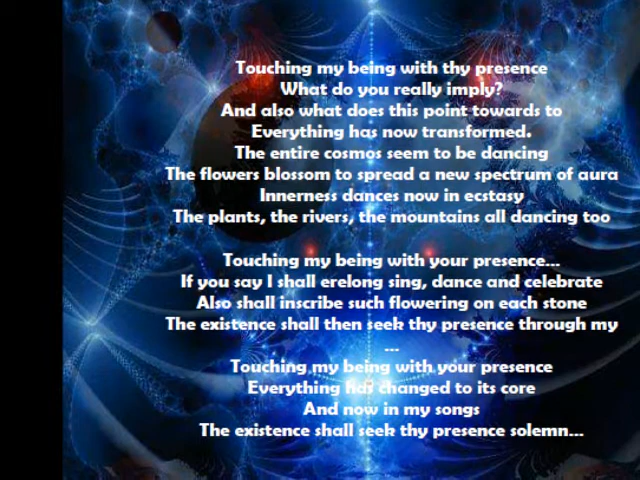 Touching my being with thy presence
What do you really imply?
And also what does this point towards to
Everything has now transformed.
The entire cosmos seem to be dancing
The flowers blossom to spread a new spectrum of aura
Innerness dances now in ecstasy
The plants, the rivers, the mountains all dancing too
Touching my being with your presence...
If you say I shall erelong sing, dance and celebrate
Also shall inscribe such flowering on each stone
The existence shall then seek thy presence through my
...
Touching my being with your presence
Everything has changed to its core
And now in my songs
The existence shall seek thy presence solemn...